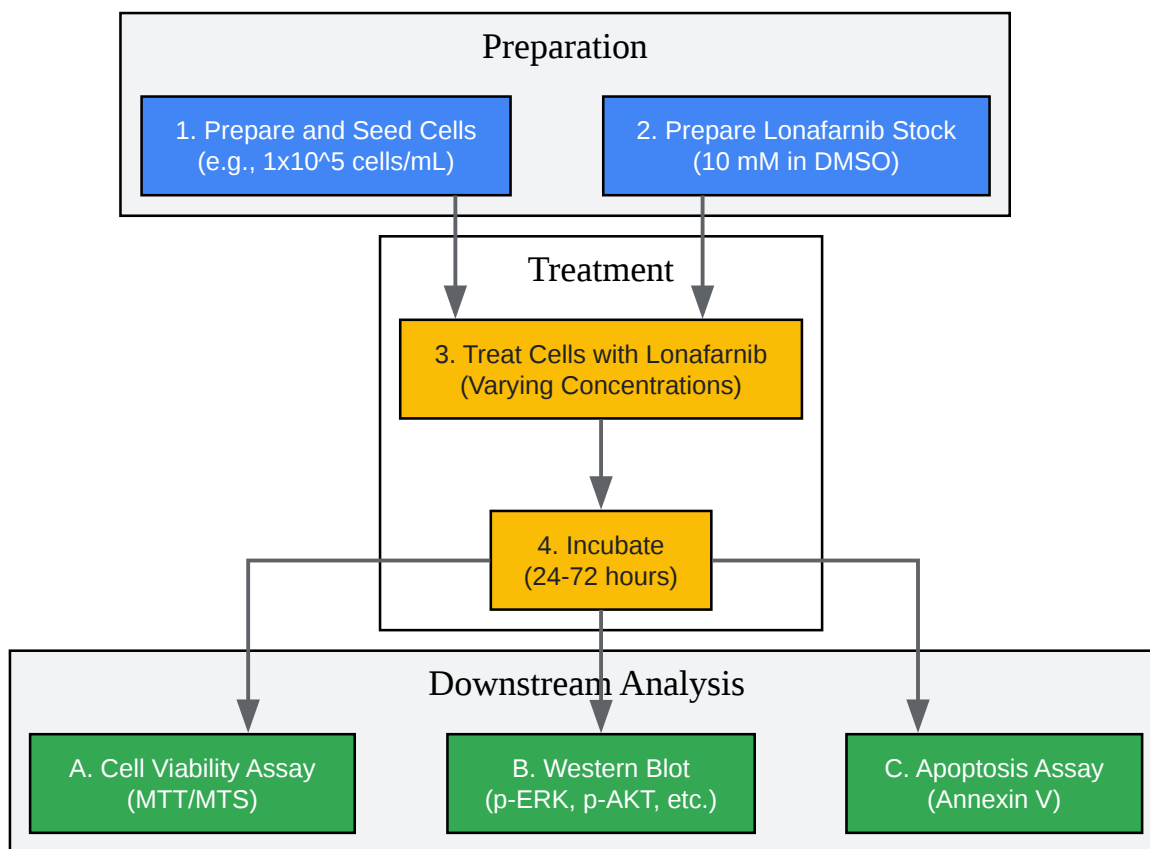 Preparation
1. Prepare and Seed Cells
(e.g., 1x10^5 cells/mL)
2. Prepare Lonafarnib Stock
(10 mM in DMSO)
Treatment
3. Treat Cells with Lonafarnib
(Varying Concentrations)
4. Incubate
(24-72 hours)
Downstream Analysis
A. Cell Viability Assay
(MTT/MTS)
B. Western Blot
(p-ERK, p-AKT, etc.)
C. Apoptosis Assay
(Annexin V)